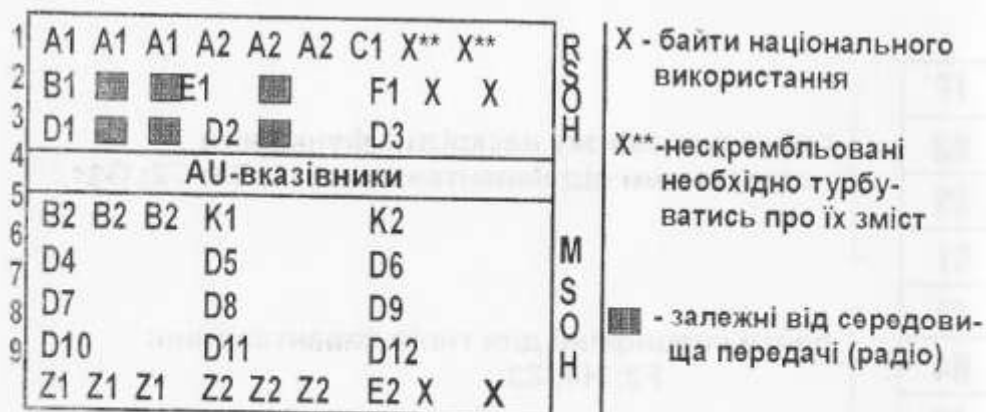 1 A1 A1 A1 A2 A2 A2 C1 X** X**
2 B1 E1 F1 X X
3 D1 D2 D3
RSOH
4 AU-вказівники
5 B2 B2 B2 K1 K2
6 D4 D5 D6
7 D7 D8 D9
8 D10 D11 D12
9 Z1 Z1 Z1 Z2 Z2 Z2 E2 X X
MSOH
X - байти національного
використання
X** -нескрембльовані
необхідно турбу-
ватись про їх зміст
- залежні від середови-
ща передачі (радіо)